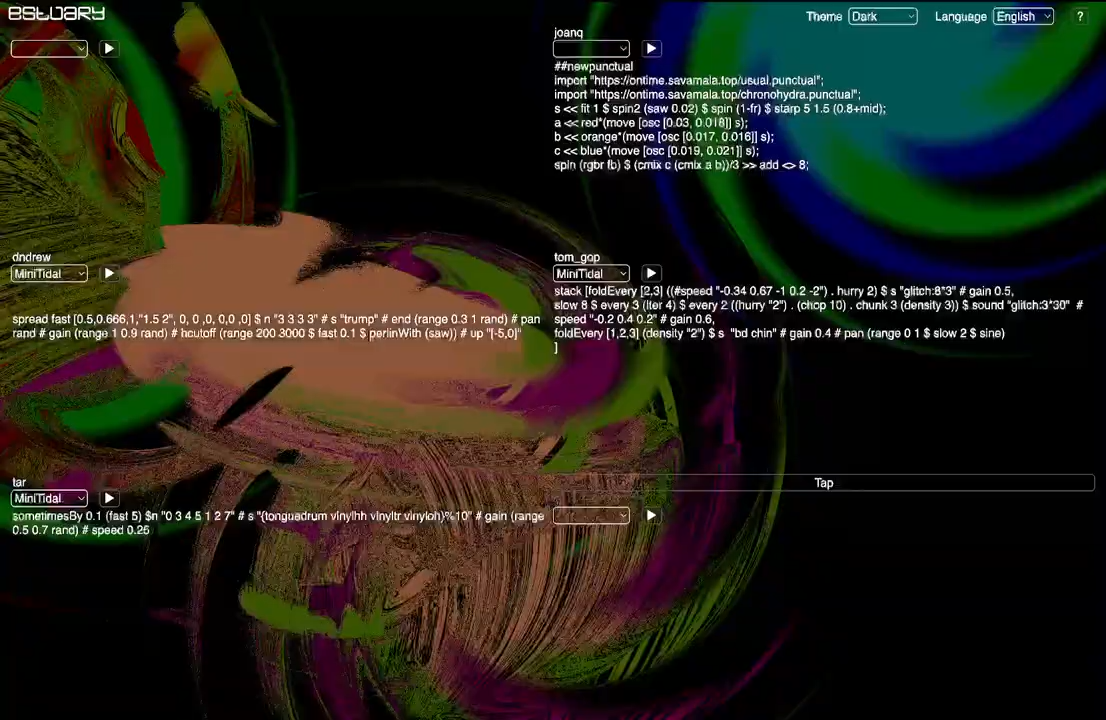 estuary
Theme Dark Language English ?
joanq
##newpunctual
import "https://ontime.savamala.top/usual.punctual";
import "https://ontime.savamala.top/chronohydra.punctual";
s << fit 1 $ spin2 (saw 0.02) $ spin (1-fr) $ starp 5 1.5 (0.8+mid);
a << red*(move [osc [0.03, 0.018]] s);
b << orange*(move [osc [0.017, 0.016]] s);
c << blue*(move [osc [0.019, 0.021]] s);
spin (rgbr fb) $ (cmix c (cmix a b))/3 >> add <> 8;
dndrew
MiniTidal
spread fast [0.5,0.666,1,"1.5 2", 0, 0 ,0, 0,0 ,0] $ n "3 3 3 3" # s "trump" # end (range 0.3 1 rand) # pan
rand # gain (range 1 0.9 rand) # hcutoff (range 200 3000 $ fast 0.1 $ perlinWith (saw)) # up "[-5,0]"
tom_gop
MiniTidal
stack [foldEvery [2,3] ((#speed "-0.34 0.67 -1 0.2 -2") . hurry 2) $ s "glitch:8*3" # gain 0.5,
slow 8 $ every 3 (iter 4) $ every 2 ((hurry "2") . (chop 10) . chunk 3 (density 3)) $ sound "glitch:3*30" #
speed "-0.2 0.4 0.2" # gain 0.6,
foldEvery [1,2,3] (density "2") $ s "bd chin" # gain 0.4 # pan (range 0 1 $ slow 2 $ sine)
]
tar
MiniTidal
sometimesBy 0.1 (fast 5) $n "0 3 4 5 1 2 7" # s "{tonguedrum vinylhh vinyltr vinyloh}%10" # gain (range
0.5 0.7 rand) # speed 0.25
Tap